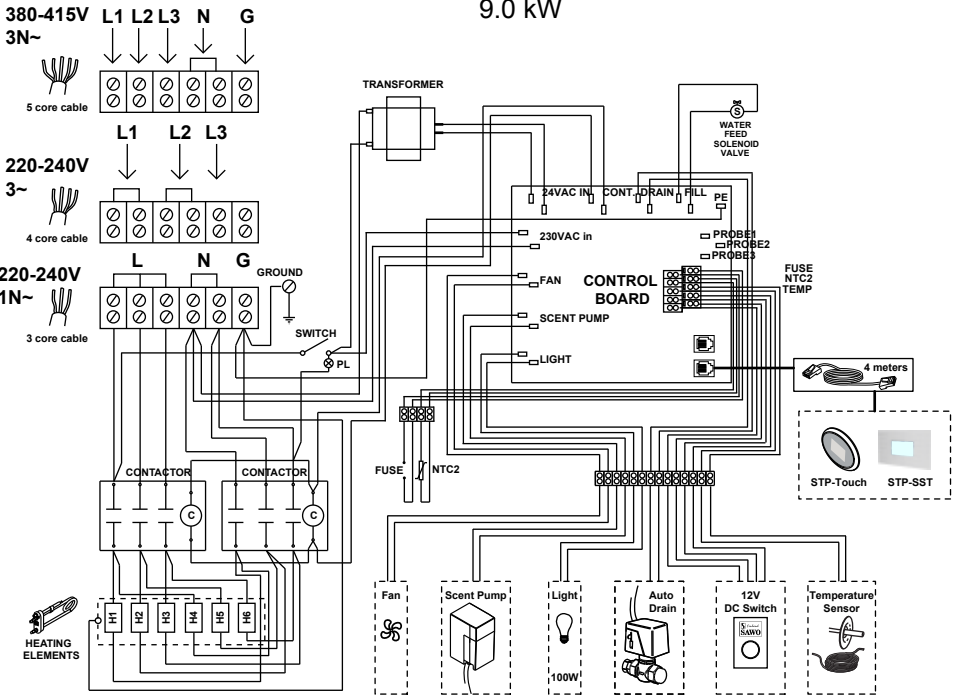 9.0 kW
380-415V
3N~
L1 L2 L3 N G
5 core cable
TRANSFORMER
S
WATER
FEED
SOLENOID
VALVE
L1 L2 L3
220-240V
3~
4 core cable
24VAC IN CONT. DRAIN FILL
PE
230VAC in
PROBE1
PROBE2
PROBE3
L N G
220-240V
1N~
3 core cable
GROUND
FAN
CONTROL
BOARD
FUSE
NTC2
TEMP
SCENT PUMP
SWITCH
PL
LIGHT
4 meters
FUSE
NTC2
STP-Touch STP-SST
CONTACTOR CONTACTOR
C C
H1 H2 H3 H4 H5 H6
HEATING
ELEMENTS
Fan
Scent Pump
Light
100W
Auto
Drain
12V
DC Switch
SAWO
Temperature
Sensor